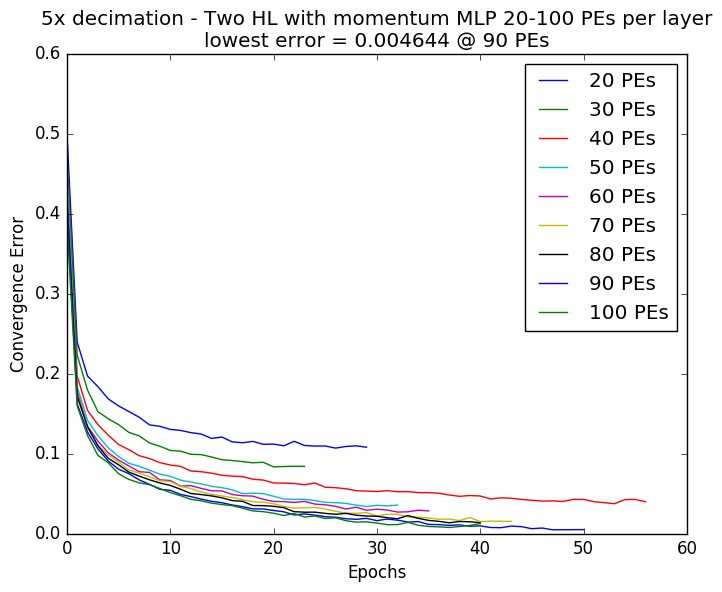 5x decimation - Two HL with momentum MLP 20-100 PEs per layer
lowest error = 0.004644 @ 90 PEs
0.6
0.5
0.4
0.3
0.2
0.1
0.0
Convergence Error
20 PEs
30 PEs
40 PEs
50 PEs
60 PEs
70 PEs
80 PEs
90 PEs
100 PEs
0 10 20 30 40 50 60
Epochs